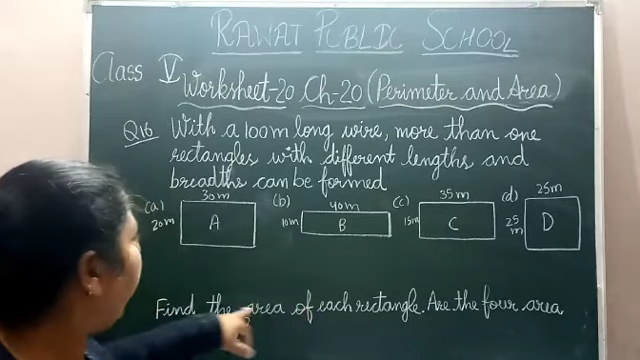 RAWAT PUBLIC SCHOOL
Class V
Worksheet-20 Ch-20 (Perimeter and Area)
Q16 With a 100m long wire, more than one
rectangles with different lengths and
breadths can be formed
(a) 30m 20m A
(b) 40m 10m B
(c) 35m 15m C
(d) 25m 25m D
Find the area of each rectangle. Are the four area